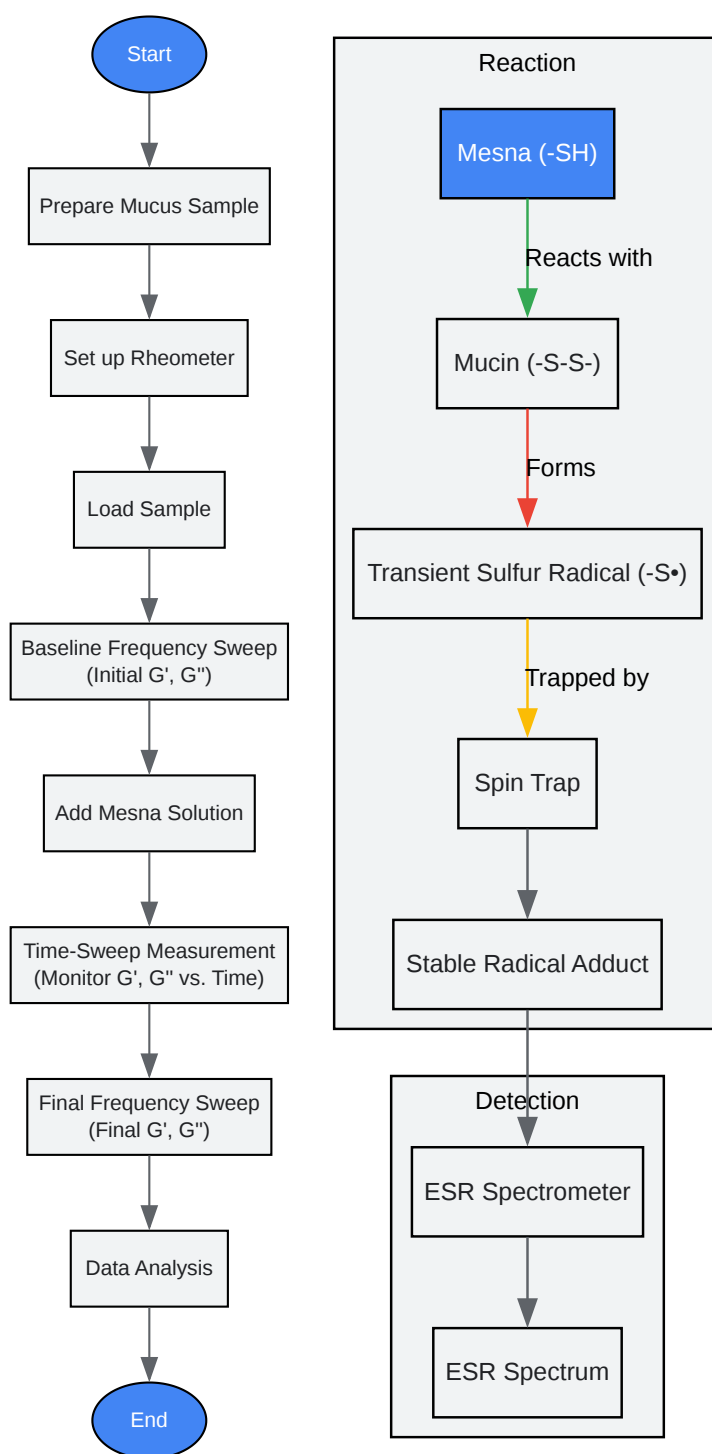 Start
Prepare Mucus Sample
Set up Rheometer
Load Sample
Baseline Frequency Sweep
(Initial G', G'')
Add Mesna Solution
Time-Sweep Measurement
(Monitor G', G'' vs. Time)
Final Frequency Sweep
(Final G', G'')
Data Analysis
End
Reaction
Mesna (-SH)
Reacts with
Mucin (-S-S-)
Forms
Transient Sulfur Radical (-S•)
Trapped by
Spin Trap
Stable Radical Adduct
Detection
ESR Spectrometer
ESR Spectrum